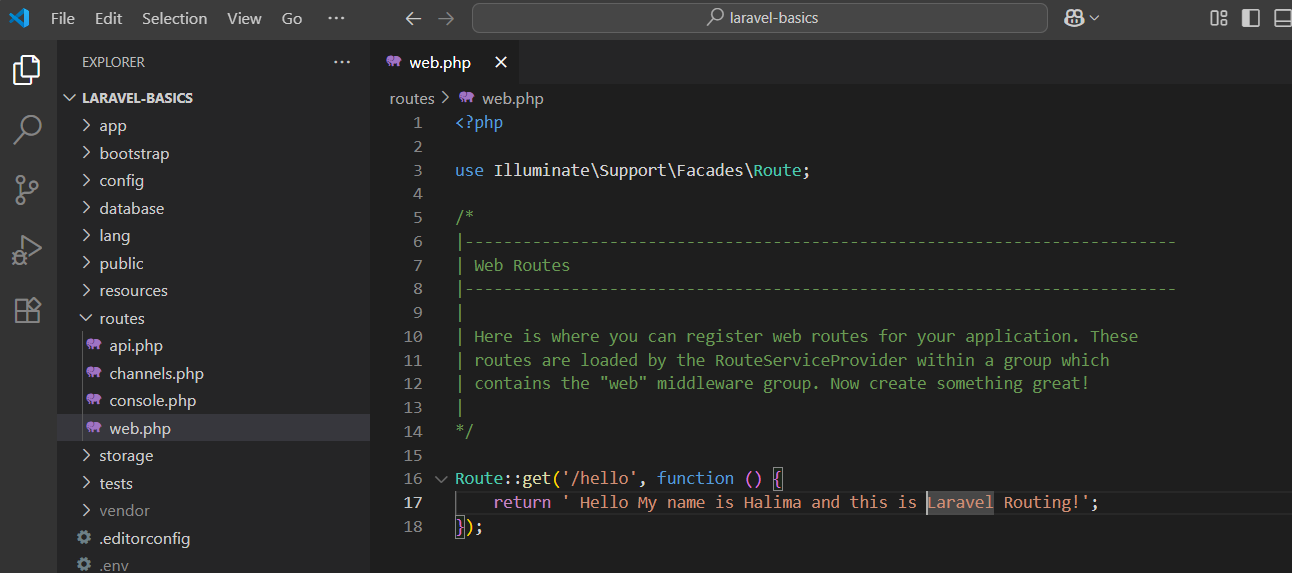 File Edit Selection View Go ···
laravel-basics
EXPLORER ···
LARAVEL-BASICS
app
bootstrap
config
database
lang
public
resources
routes
api.php
channels.php
console.php
web.php
storage
tests
vendor
.editorconfig
.env
web.php
routes > web.php
1 <?php
2
3 use Illuminate\Support\Facades\Route;
4
5 /*
6 |--------------------------------------------------------------------------
7 | Web Routes
8 |--------------------------------------------------------------------------
9 |
10 | Here is where you can register web routes for your application. These
11 | routes are loaded by the RouteServiceProvider within a group which
12 | contains the "web" middleware group. Now create something great!
13 |
14 */
15
16 Route::get('/hello', function () {
17     return ' Hello My name is Halima and this is Laravel Routing!';
18 });